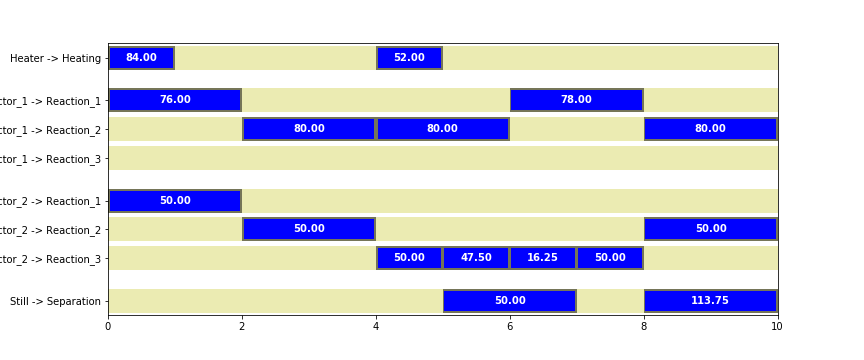 Heater -> Heating 84.00 52.00
ctor_1 -> Reaction_1 76.00 78.00
ctor_1 -> Reaction_2 80.00 80.00 80.00
ctor_1 -> Reaction_3
ctor_2 -> Reaction_1 50.00
ctor_2 -> Reaction_2 50.00 50.00
ctor_2 -> Reaction_3 50.00 47.50 16.25 50.00
Still -> Separation 50.00 113.75
0 2 4 6 8 10